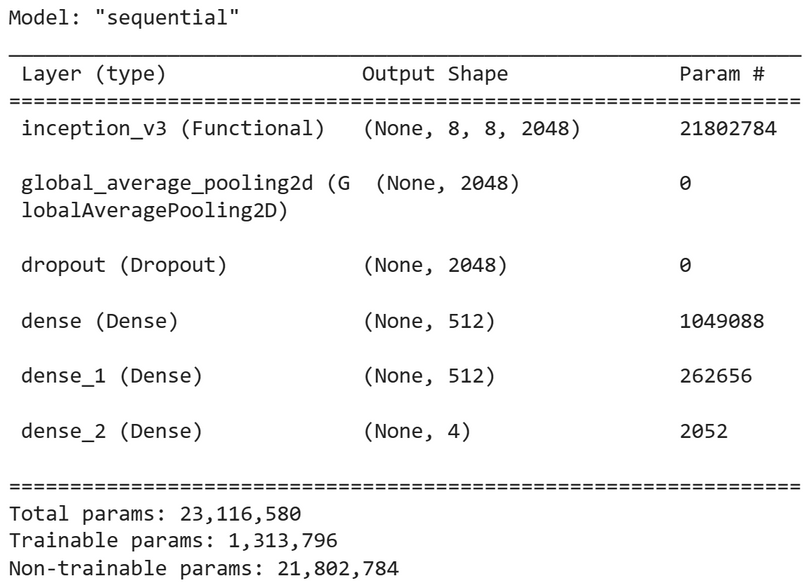 Model: "sequential"
Layer (type) Output Shape Param #
inception_v3 (Functional) (None, 8, 8, 2048) 21802784
global_average_pooling2d (G (None, 2048) 0
lobalAveragePooling2D)
dropout (Dropout) (None, 2048) 0
dense (Dense) (None, 512) 1049088
dense_1 (Dense) (None, 512) 262656
dense_2 (Dense) (None, 4) 2052
Total params: 23,116,580
Trainable params: 1,313,796
Non-trainable params: 21,802,784